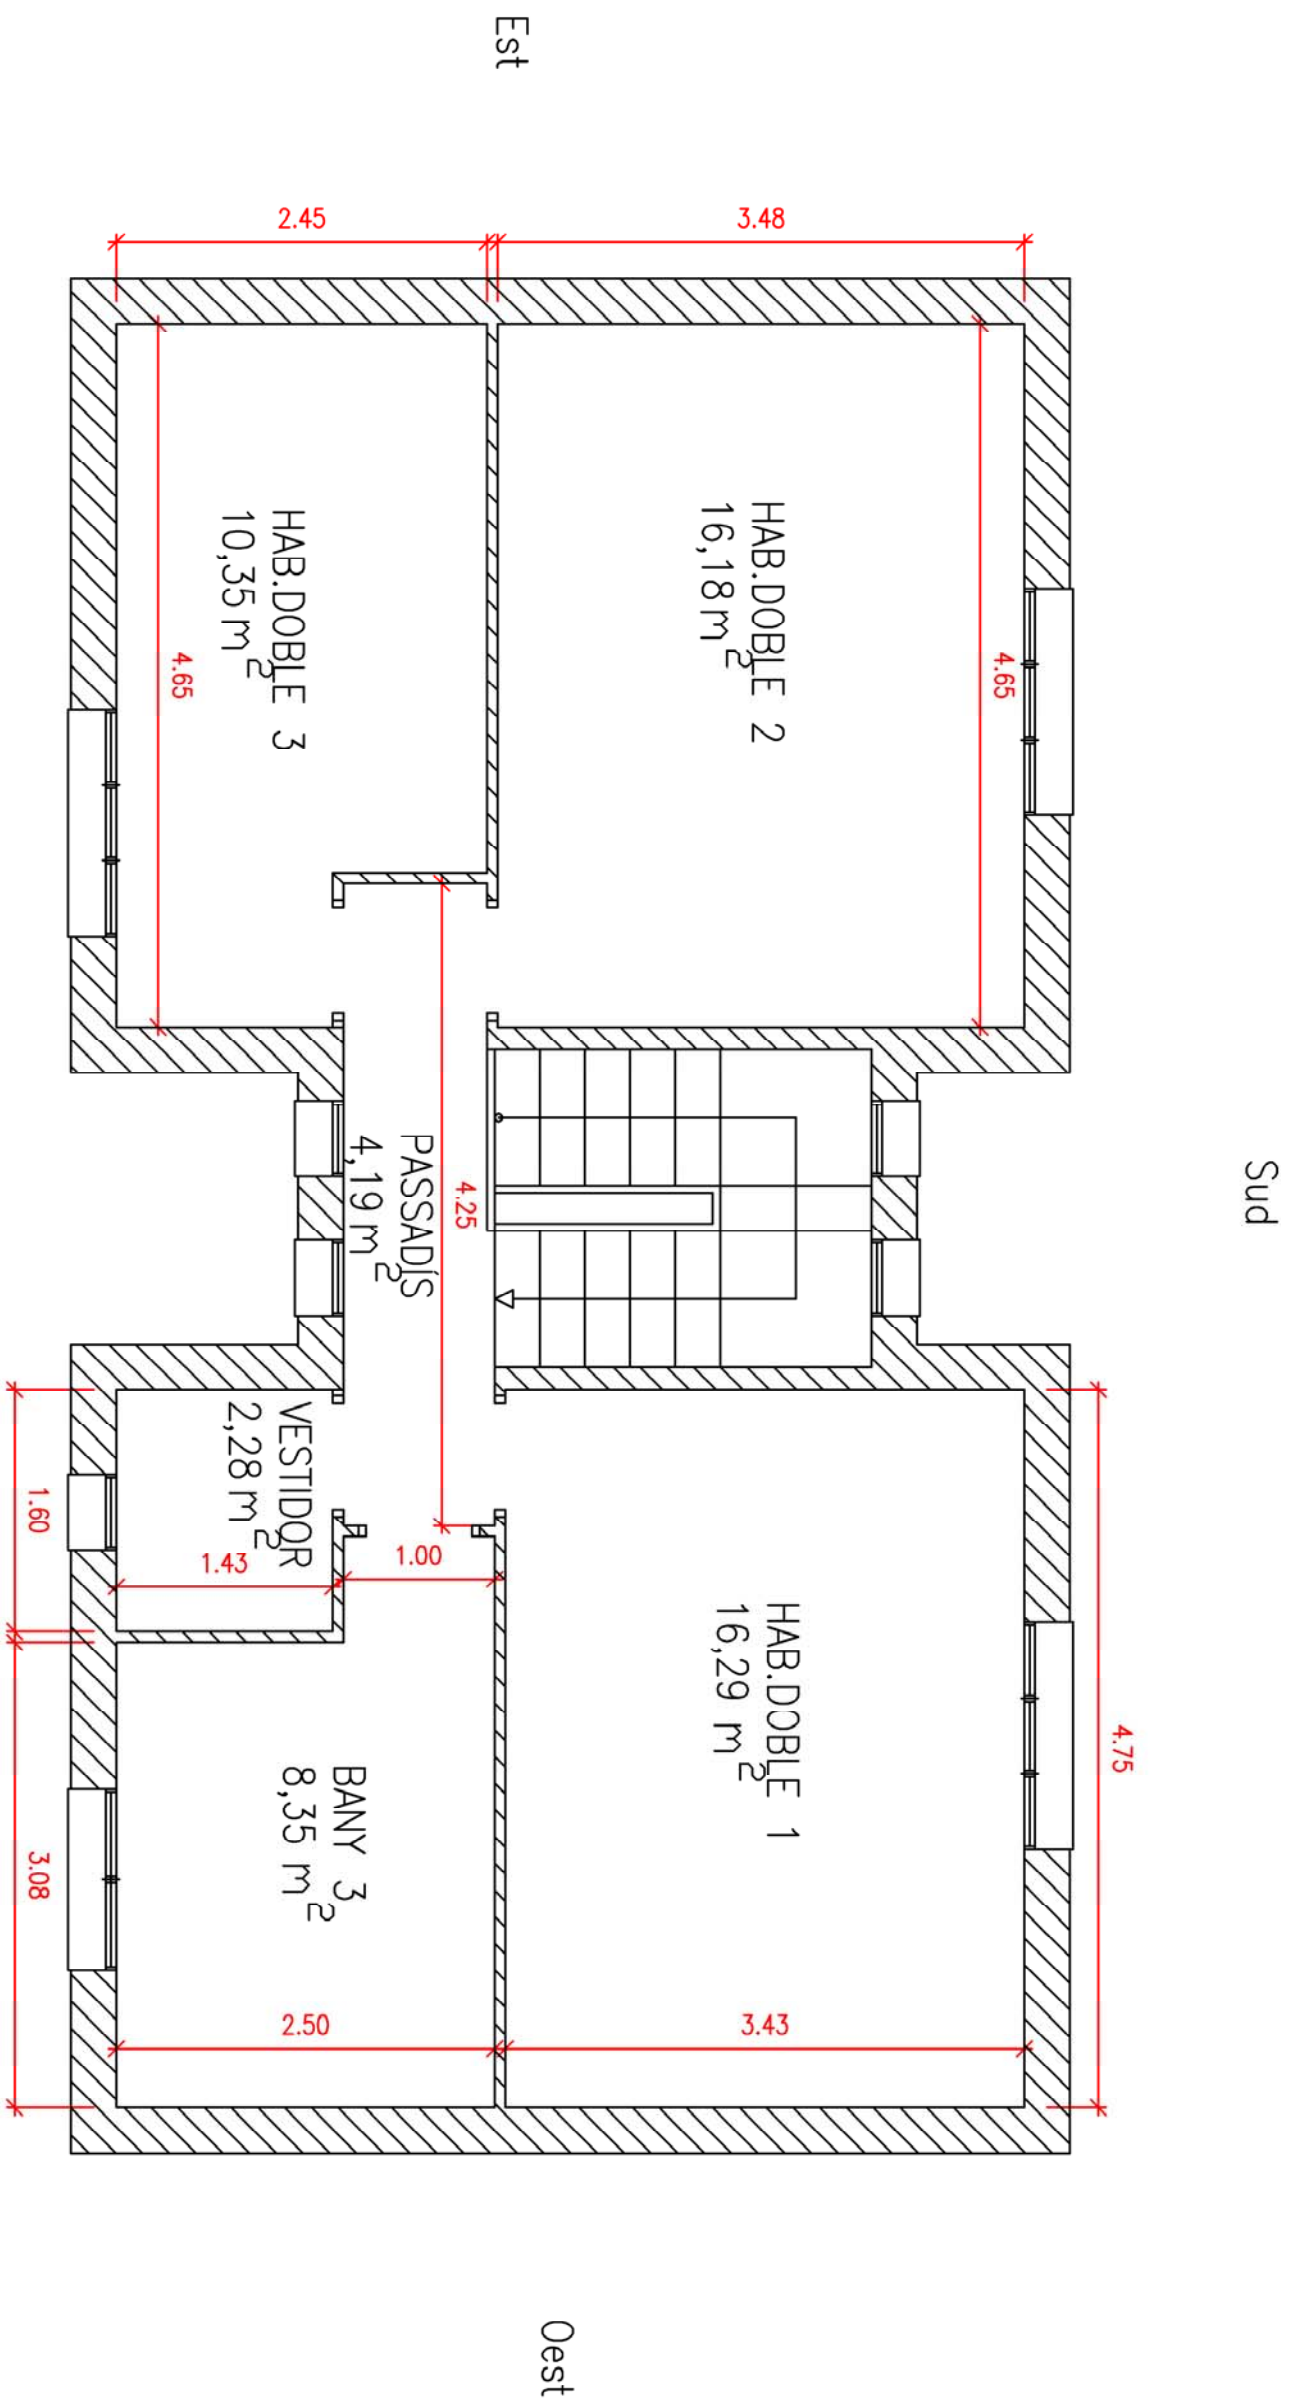 Sud
Est
Oest
3.48
2.45
4.65
4.65
HAB.DOBLE 2
16,18 m2
HAB.DOBLE 3
10,35 m2
PASSADÍS
4,19 m2
4.25
VESTIDOR
2,28 m2
1.43
1.00
1.60
HAB.DOBLE 1
16,29 m2
4.75
BANY 3
8,35 m2
3.08
2.50
3.43